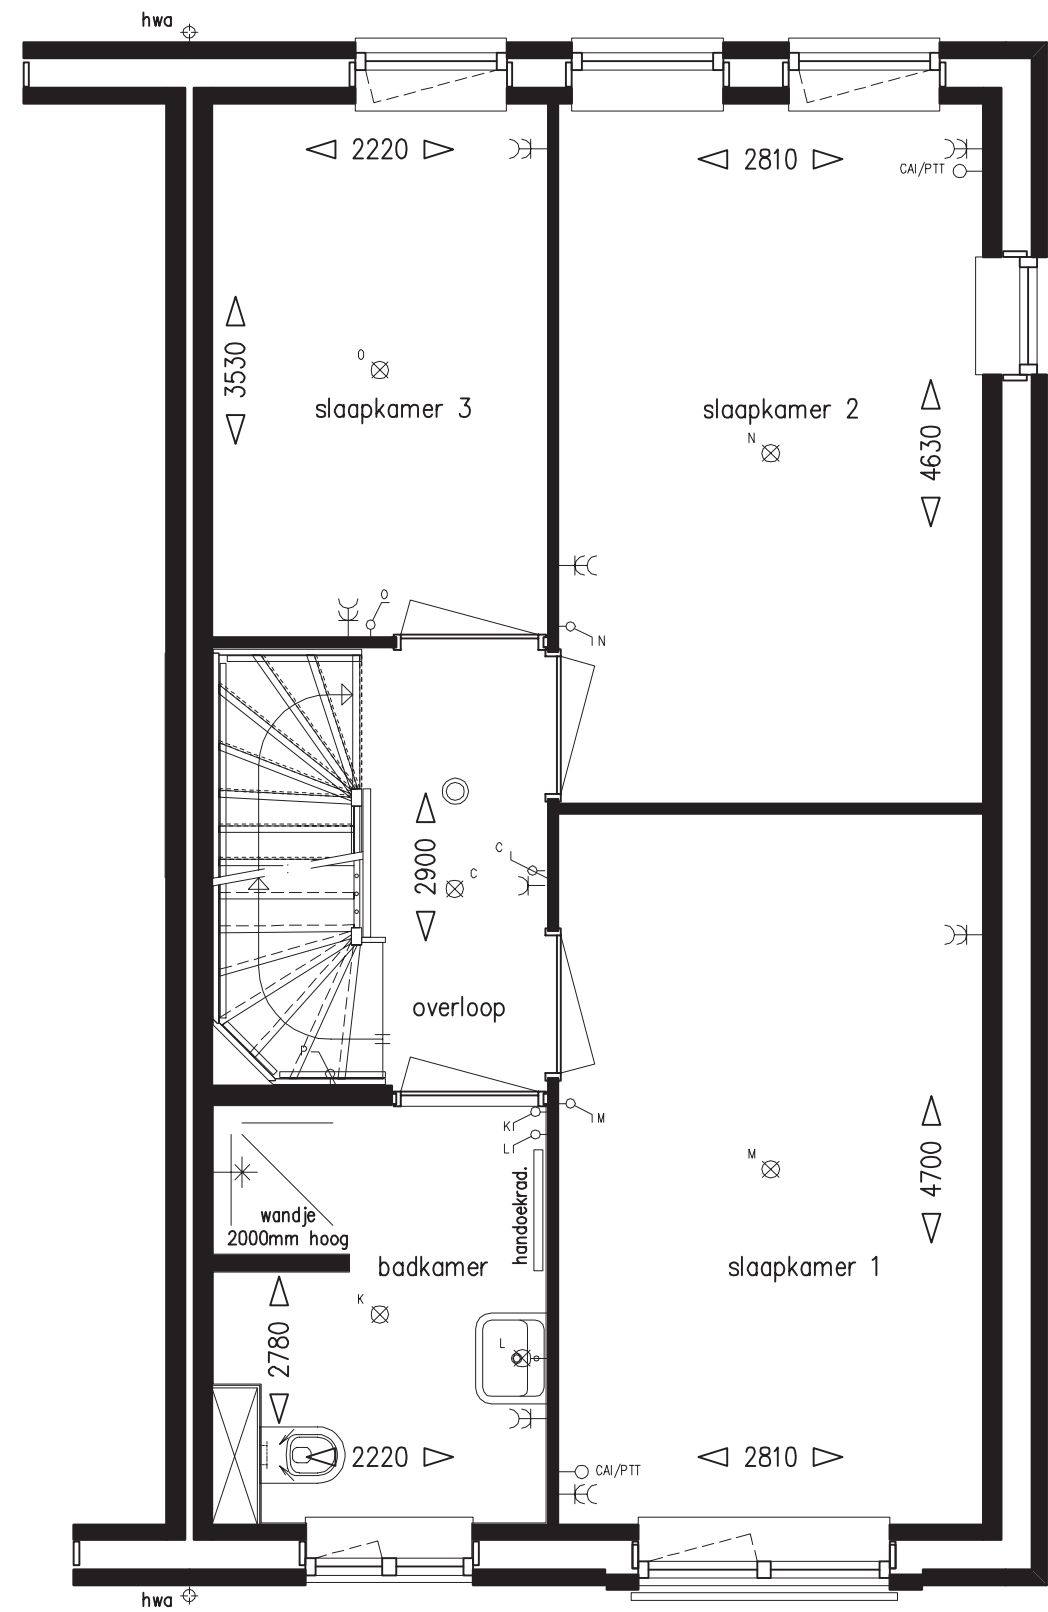 hwa
2220
2810
CAI/PTT
3530
O
slaapkamer 3
slaapkamer 2
N
4630
O
N
2900
C
C
overloop
P
K
L
M
handoekrad.
M
4700
wandje
2000mm hoog
badkamer
slaapkamer 1
K
2780
L
2220
2810
CAI/PTT
hwa